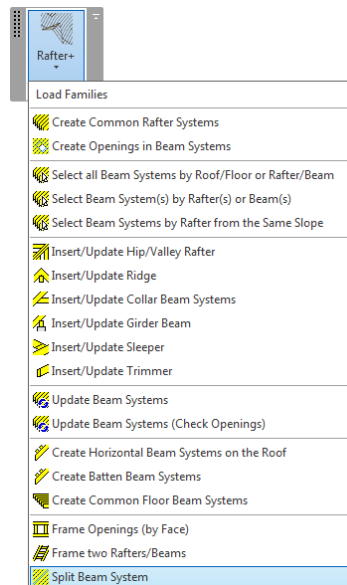 Rafter+
Load Families
Create Common Rafter Systems
Create Openings in Beam Systems
Select all Beam Systems by Roof/Floor or Rafter/Beam
Select Beam System(s) by Rafter(s) or Beam(s)
Select Beam Systems by Rafter from the Same Slope
Insert/Update Hip/Valley Rafter
Insert/Update Ridge
Insert/Update Collar Beam Systems
Insert/Update Girder Beam
Insert/Update Sleeper
Insert/Update Trimmer
Update Beam Systems
Update Beam Systems (Check Openings)
Create Horizontal Beam Systems on the Roof
Create Batten Beam Systems
Create Common Floor Beam Systems
Frame Openings (by Face)
Frame two Rafters/Beams
Split Beam System